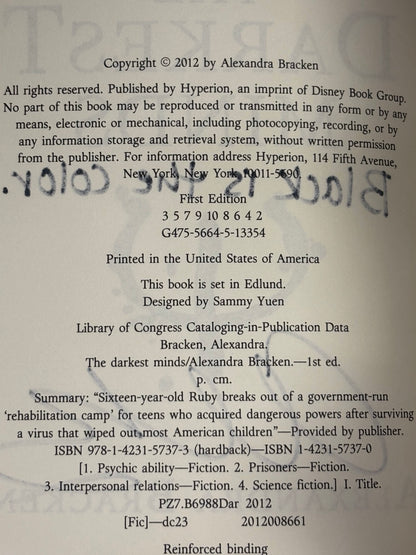 Copyright © 2012 by Alexandra Bracken
All rights reserved. Published by Hyperion, an imprint of Disney Book Group.
No part of this book may be reproduced or transmitted in any form or by any
means, electronic or mechanical, including photocopying, recording, or by
any information storage and retrieval system, without written permission
from the publisher. For information address Hyperion, 114 Fifth Avenue,
New York, New York, 10011-5690.
Black is the color.
First Edition
3 5 7 9 10 8 6 4 2
G475-5664-5-13354
Printed in the United States of America
This book is set in Edlund.
Designed by Sammy Yuen
Library of Congress Cataloging-in-Publication Data
Bracken, Alexandra.
The darkest minds/Alexandra Bracken.—1st ed.
p. cm.
Summary: “Sixteen-year-old Ruby breaks out of a government-run
‘rehabilitation camp’ for teens who acquired dangerous powers after surviving
a virus that wiped out most American children”—Provided by publisher.
ISBN 978-1-4231-5737-3 (hardback)—ISBN 1-4231-5737-0
[1. Psychic ability—Fiction. 2. Prisoners—Fiction.
3. Interpersonal relations—Fiction. 4. Science fiction.] I. Title.
PZ7.B6988Dar 2012
[Fic]—dc23 2012008661
Reinforced binding